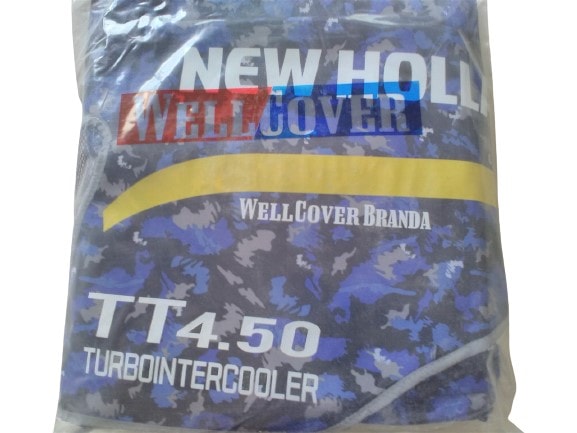 NEW HOLL
WELLCOVER
WELLCOVER BRANDA
TT4.50
TURBOINTERCOOLER